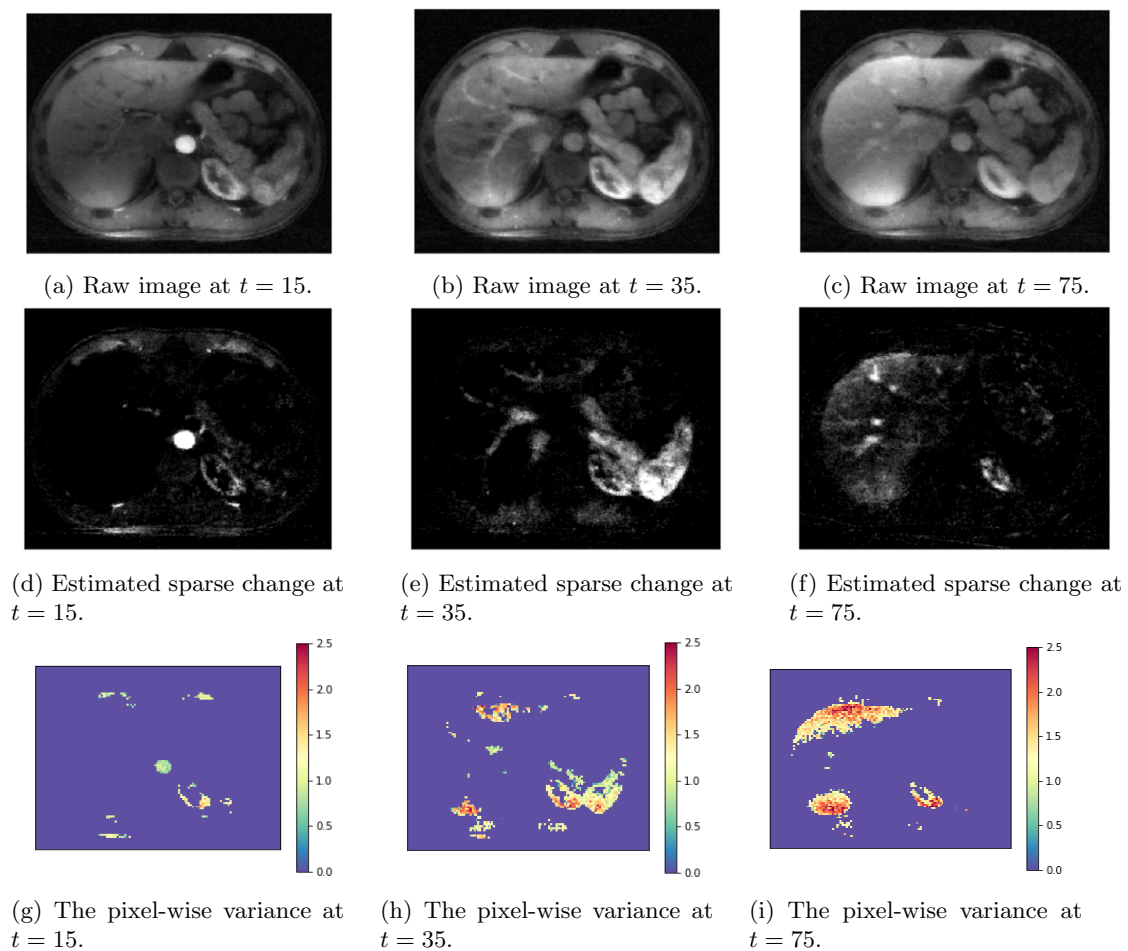 (a) Raw image at t = 15.
(b) Raw image at t = 35.
(c) Raw image at t = 75.
(d) Estimated sparse change at
t = 15.
(e) Estimated sparse change at
t = 35.
(f) Estimated sparse change at
t = 75.
2.5
2.0
1.5
1.0
0.5
0.0
2.5
2.0
1.5
1.0
0.5
0.0
2.5
2.0
1.5
1.0
0.5
0.0
(g) The pixel-wise variance at
t = 15.
(h) The pixel-wise variance at
t = 35.
(i) The pixel-wise variance at
t = 75.